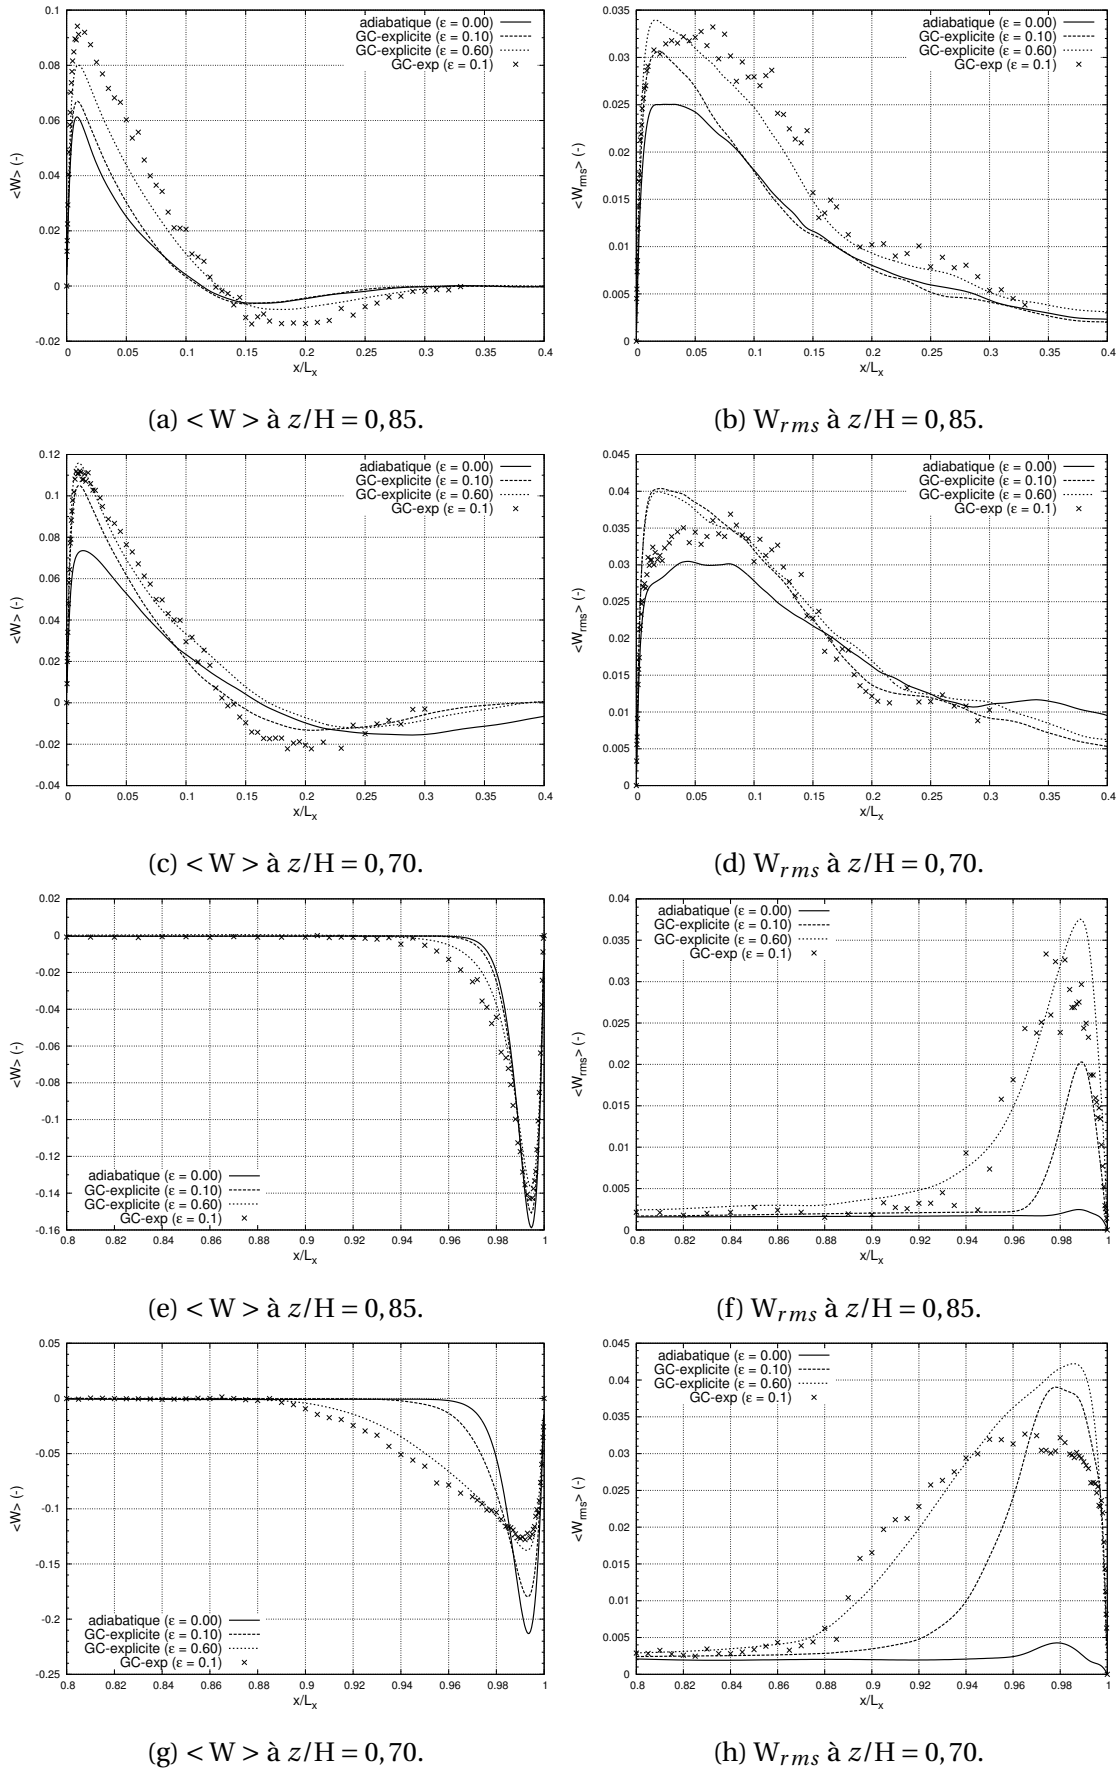 0.1
0.08
0.06
0.04
0.02
0
-0.02
<W> (-)
adiabatique (ε = 0.00)
GC-explicite (ε = 0.10)
GC-explicite (ε = 0.60)
GC-exp (ε = 0.1)
0 0.05 0.1 0.15 0.2 0.25 0.3 0.35 0.4
x/Lx
(a) < W > à z/H = 0,85.
0.035
0.03
0.025
0.02
0.015
0.01
0.005
0
<Wrms> (-)
adiabatique (ε = 0.00)
GC-explicite (ε = 0.10)
GC-explicite (ε = 0.60)
GC-exp (ε = 0.1)
0 0.05 0.1 0.15 0.2 0.25 0.3 0.35 0.4
x/Lx
(b) Wrms à z/H = 0,85.
0.12
0.1
0.08
0.06
0.04
0.02
0
-0.02
-0.04
<W> (-)
adiabatique (ε = 0.00)
GC-explicite (ε = 0.10)
GC-explicite (ε = 0.60)
GC-exp (ε = 0.1)
0 0.05 0.1 0.15 0.2 0.25 0.3 0.35 0.4
x/Lx
(c) < W > à z/H = 0,70.
0.045
0.04
0.035
0.03
0.025
0.02
0.015
0.01
0.005
0
<Wrms> (-)
adiabatique (ε = 0.00)
GC-explicite (ε = 0.10)
GC-explicite (ε = 0.60)
GC-exp (ε = 0.1)
0 0.05 0.1 0.15 0.2 0.25 0.3 0.35 0.4
x/Lx
(d) Wrms à z/H = 0,70.
0.02
0
-0.02
-0.04
-0.06
-0.08
-0.1
-0.12
-0.14
-0.16
<W> (-)
adiabatique (ε = 0.00)
GC-explicite (ε = 0.10)
GC-explicite (ε = 0.60)
GC-exp (ε = 0.1)
0.8 0.82 0.84 0.86 0.88 0.9 0.92 0.94 0.96 0.98 1
x/Lx
(e) < W > à z/H = 0,85.
0.04
0.035
0.03
0.025
0.02
0.015
0.01
0.005
0
<Wrms> (-)
adiabatique (ε = 0.00)
GC-explicite (ε = 0.10)
GC-explicite (ε = 0.60)
GC-exp (ε = 0.1)
0.8 0.82 0.84 0.86 0.88 0.9 0.92 0.94 0.96 0.98 1
x/Lx
(f) Wrms à z/H = 0,85.
0.05
0
-0.05
-0.1
-0.15
-0.2
-0.25
<W> (-)
adiabatique (ε = 0.00)
GC-explicite (ε = 0.10)
GC-explicite (ε = 0.60)
GC-exp (ε = 0.1)
0.8 0.82 0.84 0.86 0.88 0.9 0.92 0.94 0.96 0.98 1
x/Lx
(g) < W > à z/H = 0,70.
0.045
0.04
0.035
0.03
0.025
0.02
0.015
0.01
0.005
0
<Wrms> (-)
adiabatique (ε = 0.00)
GC-explicite (ε = 0.10)
GC-explicite (ε = 0.60)
GC-exp (ε = 0.1)
0.8 0.82 0.84 0.86 0.88 0.9 0.92 0.94 0.96 0.98 1
x/Lx
(h) Wrms à z/H = 0,70.